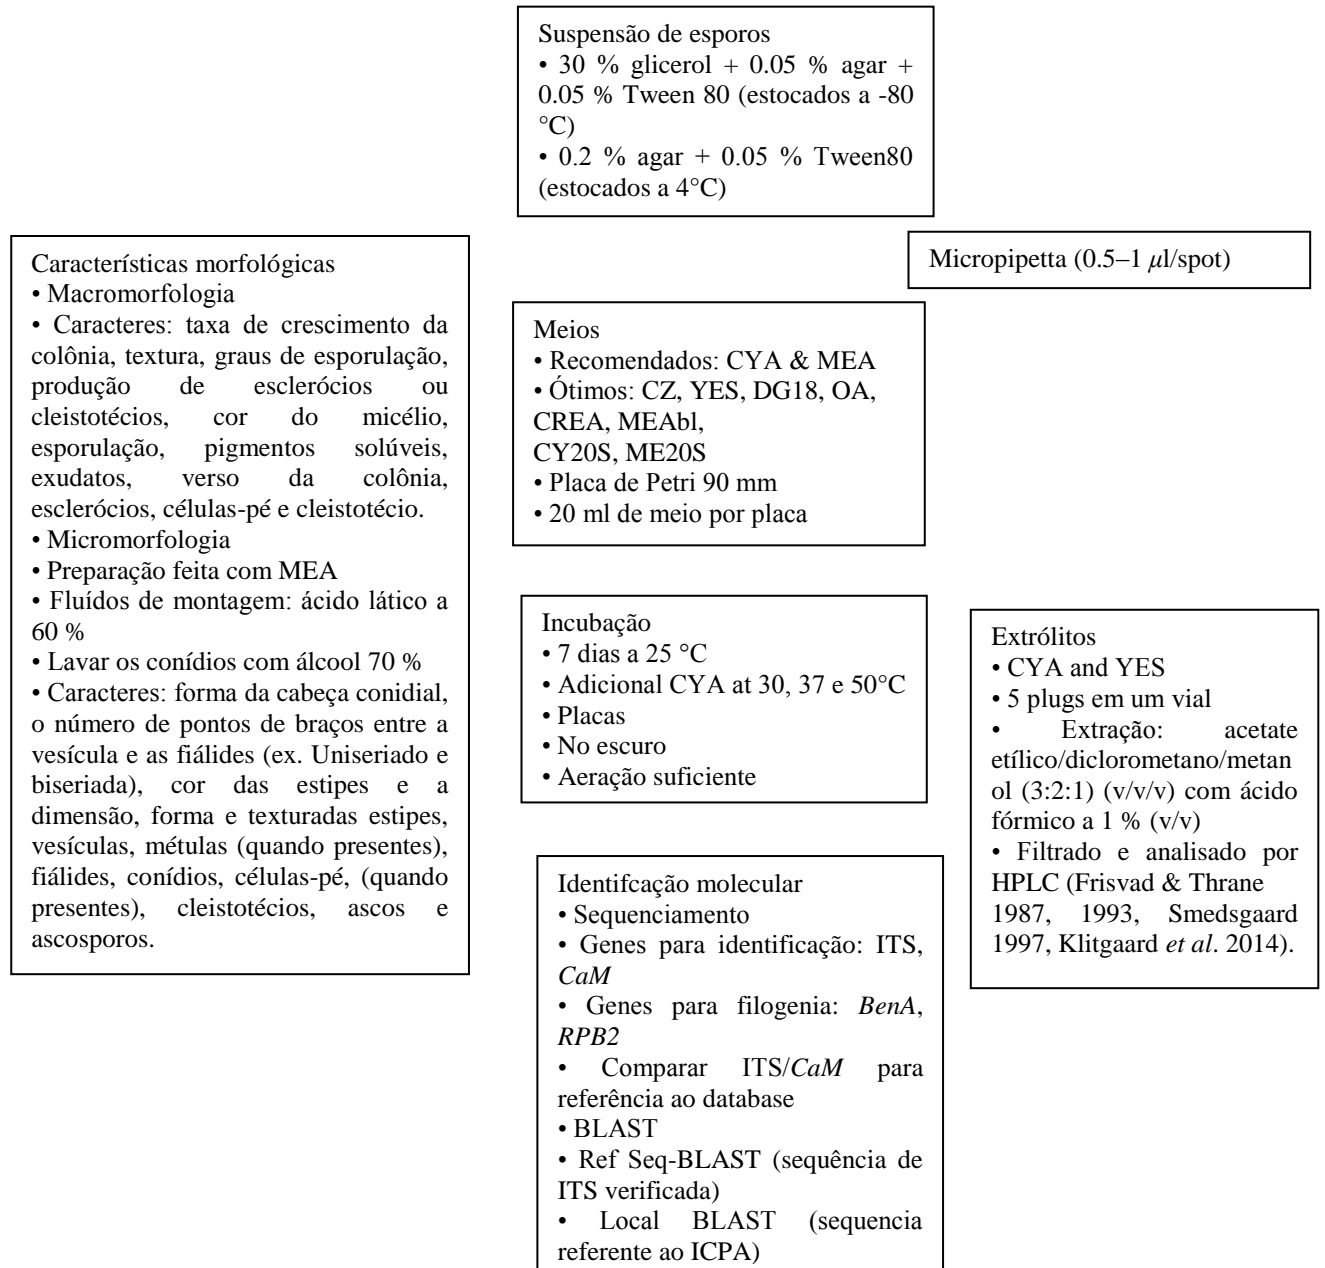 Suspensão de esporos
• 30 % glicerol + 0.05 % agar +
0.05 % Tween 80 (estocados a -80
°C)
• 0.2 % agar + 0.05 % Tween80
(estocados a 4°C)
Micropipetta (0.5–1 μl/spot)
Características morfológicas
• Macromorfologia
• Caracteres: taxa de crescimento da
colônia, textura, graus de esporulação,
produção de esclerócios ou
cleistotécios, cor do micélio,
esporulação, pigmentos solúveis,
exudatos, verso da colônia,
esclerócios, células-pé e cleistotécio.
• Micromorfologia
• Preparação feita com MEA
• Fluídos de montagem: ácido lático a
60 %
• Lavar os conídios com álcool 70 %
• Caracteres: forma da cabeça conidial,
o número de pontos de braços entre a
vesícula e as fiálides (ex. Uniseriado e
biseriada), cor das estipes e a
dimensão, forma e texturadas estipes,
vesículas, métulas (quando presentes),
fiálides, conídios, células-pé, (quando
presentes), cleistotécios, ascos e
ascosporos.
Meios
• Recomendados: CYA & MEA
• Ótimos: CZ, YES, DG18, OA,
CREA, MEAbl,
CY20S, ME20S
• Placa de Petri 90 mm
• 20 ml de meio por placa
Incubação
• 7 dias a 25 °C
• Adicional CYA at 30, 37 e 50°C
• Placas
• No escuro
• Aeração suficiente
Extrólitos
• CYA and YES
• 5 plugs em um vial
• Extração: acetate
etílico/diclorometano/metan
ol (3:2:1) (v/v/v) com ácido
fórmico a 1 % (v/v)
• Filtrado e analisado por
HPLC (Frisvad & Thrane
1987, 1993, Smedsgaard
1997, Klitgaard et al. 2014).
Identifcação molecular
• Sequenciamento
• Genes para identificação: ITS,
CaM
• Genes para filogenia: BenA,
RPB2
• Comparar ITS/CaM para
referência ao database
• BLAST
• Ref Seq-BLAST (sequência de
ITS verificada)
• Local BLAST (sequencia
referente ao ICPA)